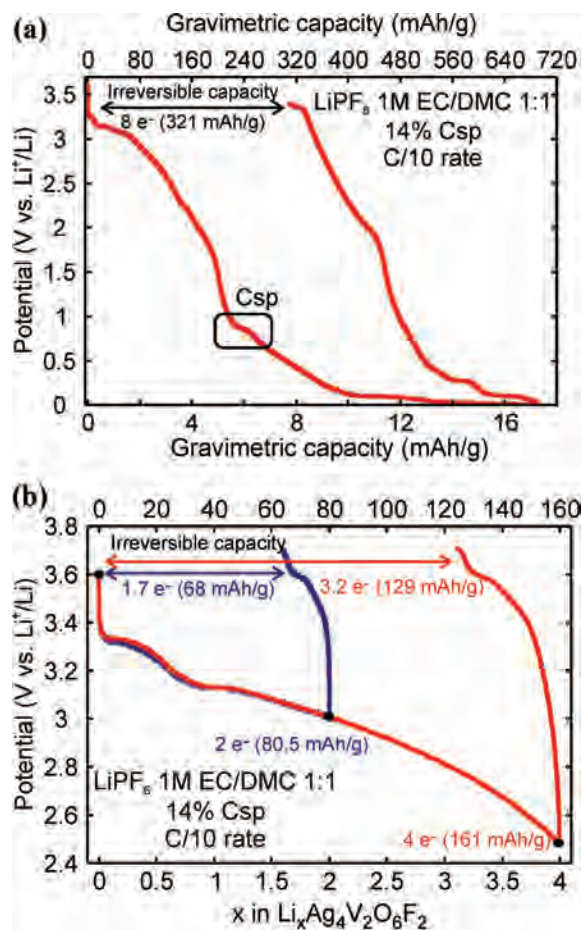 (a)
Gravimetric capacity (mAh/g)
0 80 160 240 320 400 480 560 640 720
Irreversible capacity
8 e⁻ (321 mAh/g)
LiPF₆ 1M EC/DMC 1:1
14% Csp
C/10 rate
Potential (V vs. Li⁺/Li)
3.5
3
2.5
2
1.5
1
0.5
0
Csp
0 4 8 12 16
Gravimetric capacity (mAh/g)
(b)
0 20 40 60 80 100 120 140 160
Irreversible capacity
1.7 e⁻ (68 mAh/g)
3.2 e⁻ (129 mAh/g)
Potential (V vs. Li⁺/Li)
3.8
3.6
3.4
3.2
3.0
2.8
2.6
2.4
2 e⁻ (80.5 mAh/g)
LiPF₆ 1M EC/DMC 1:1
14% Csp
C/10 rate
4 e⁻ (161 mAh/g)
0 0.5 1 1.5 2 2.5 3 3.5 4
x in LiₓAg₄V₂O₆F₂